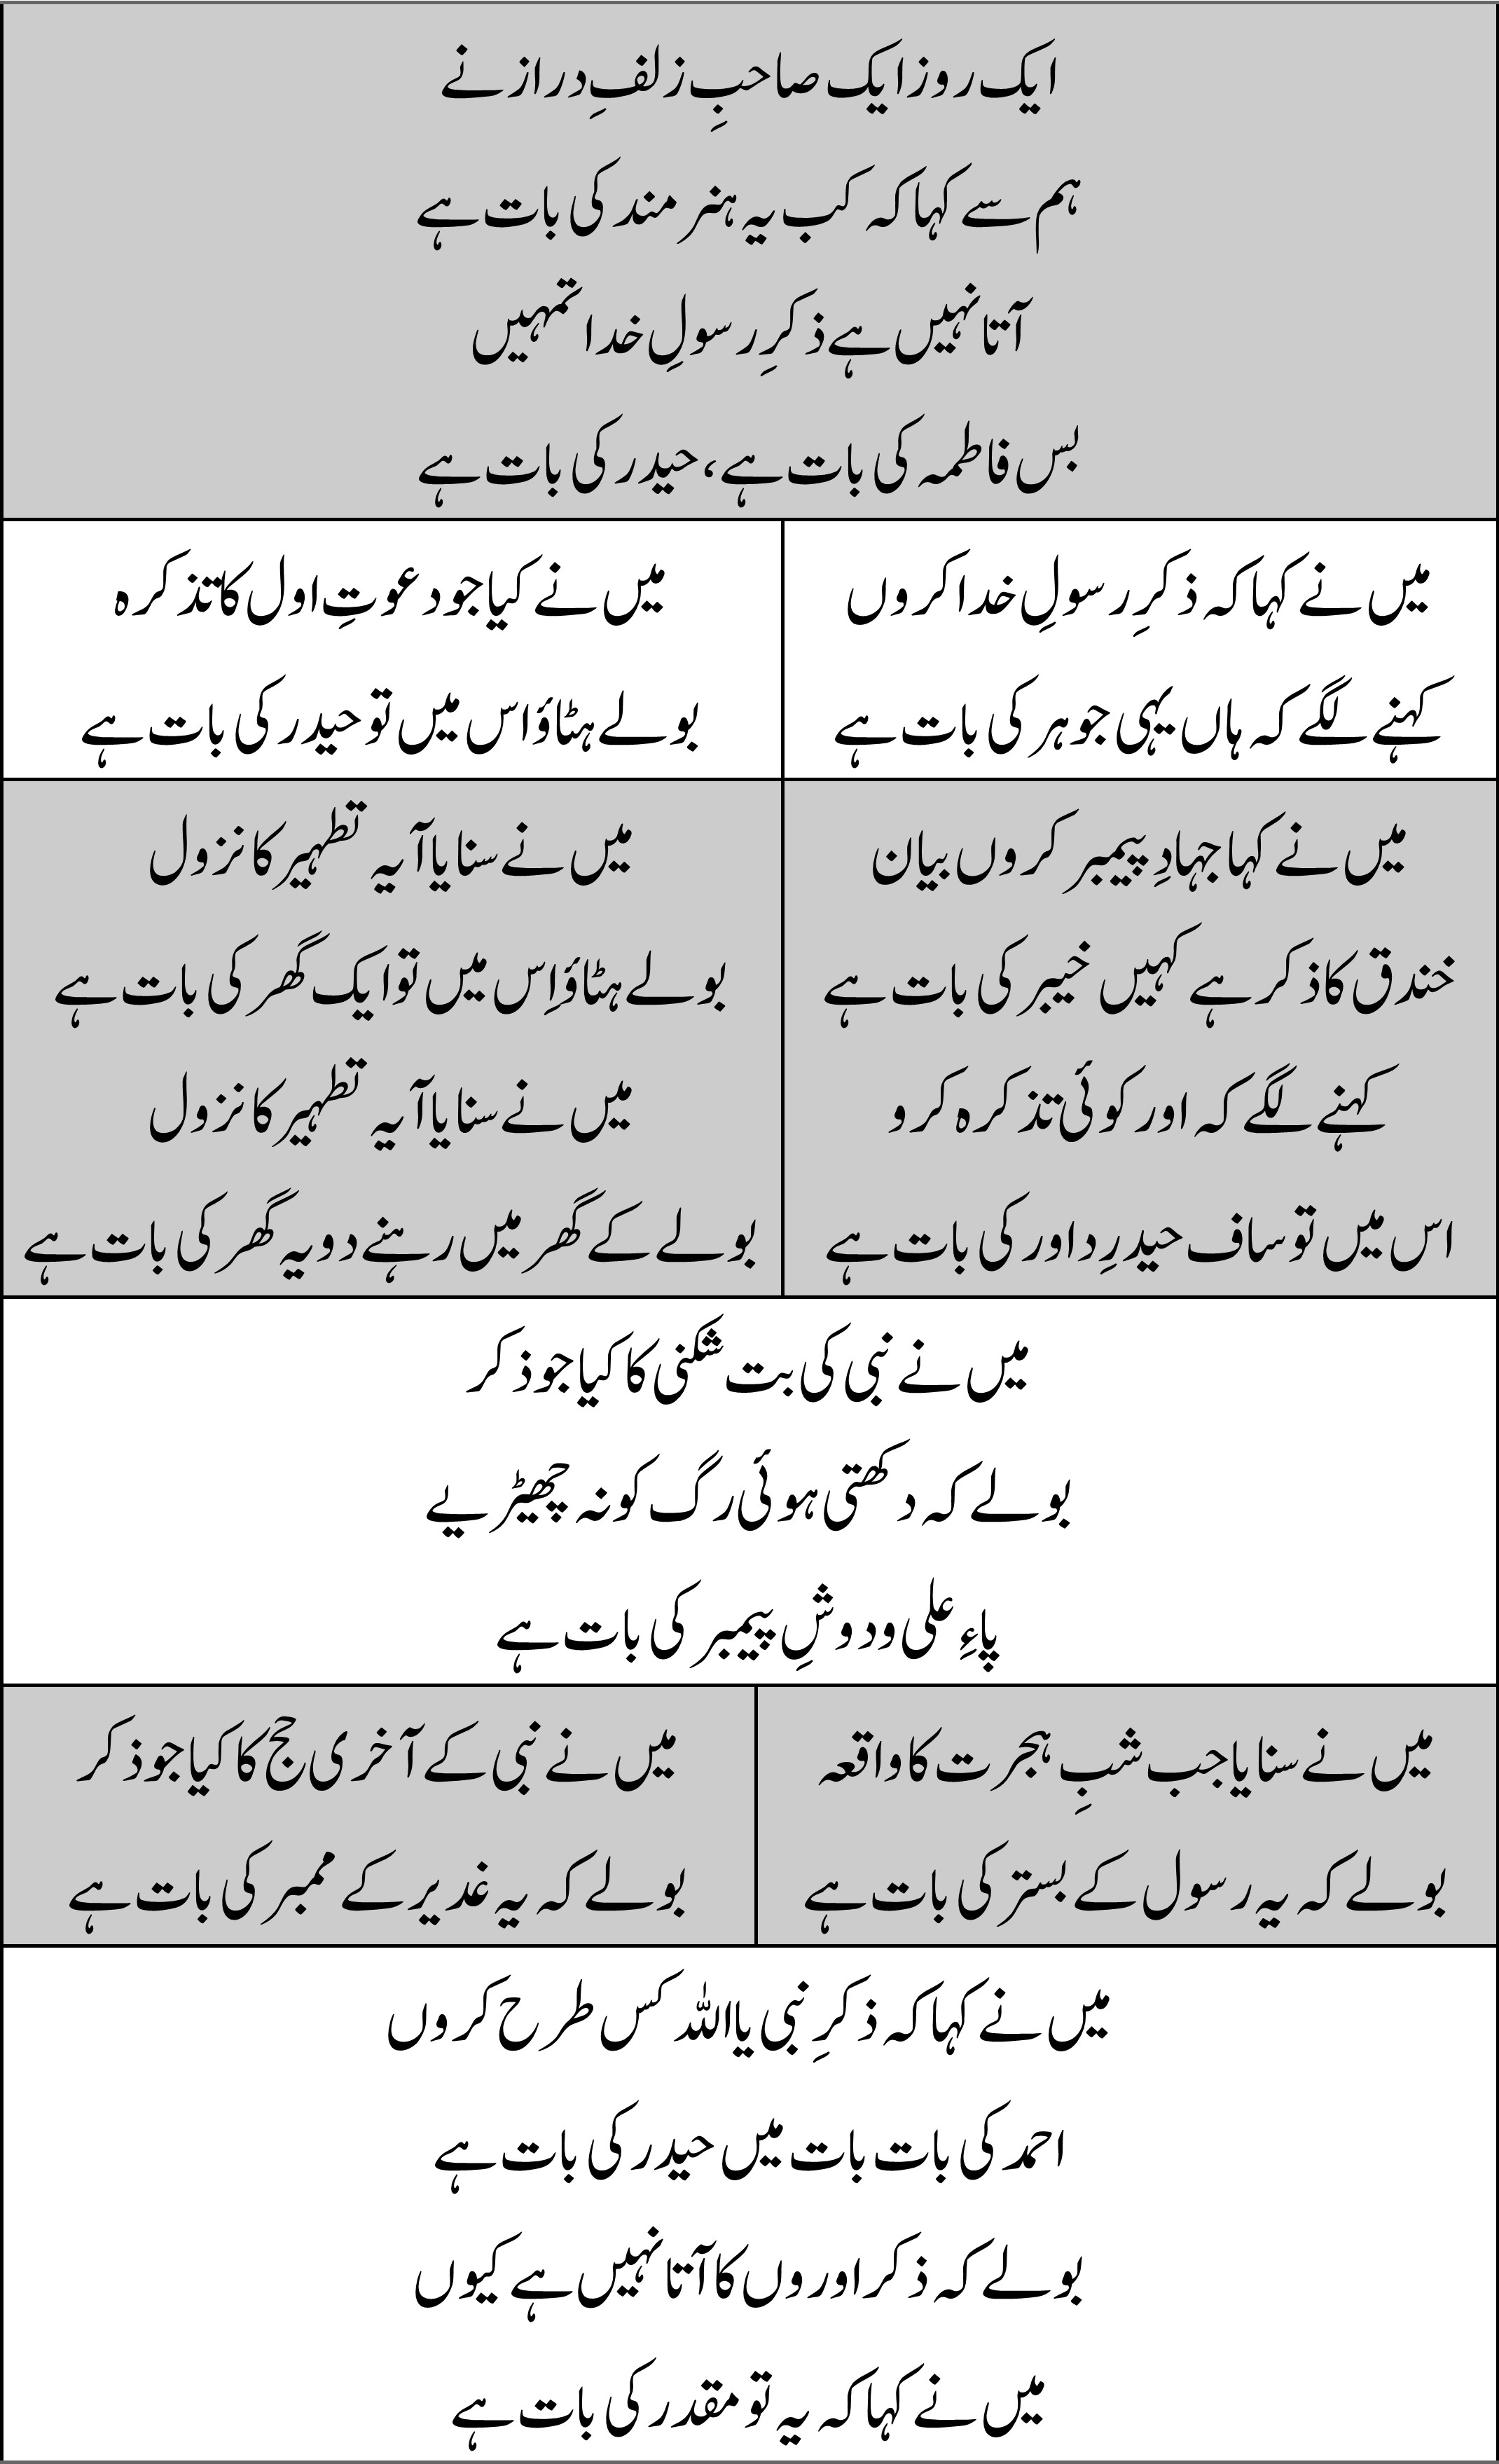 ایک روز ایک صاحبِ زلفِ دراز نے
ہم سے کہا کہ کب یہ ہنر مند کی بات ہے
آتا نہیں ہے ذکرِ رسولِ خدا تمہیں
بس فاطمہ کی بات ہے، حیدر کی بات ہے
میں نے کہا کہ ذکرِ رسولِ خدا کروں
کہنے لگے کہ ہاں یہی جوہر کی بات ہے
میں نے کیا جو دعوتِ اول کا تذکرہ
بولے ہٹاؤ اس میں تو حیدر کی بات ہے
میں نے کہا جہادِ پیمبر کروں بیان
خندق کا ذکر ہے کہیں خیبر کی بات ہے
کہنے لگے کہ اور کوئی تذکرہ کرو
اس میں تو ساف حیدرِ داور کی بات ہے
میں نے سنایا آیہ تطہیر کا نزول
بولے ہٹاؤ اِس میں تو ایک گھر کی بات ہے
میں نے سنایا آیہ تطہیر کا نزول
بولے کے گھر میں رہنے دو یہ گھر کی بات ہے
میں نے نبی کی بت شکنی کا کیا جو ذکر
بولے کہ دکھتی ہوئی رگ کو نہ چھیڑیے
پاءِ علی و دوشِ پیمبر کی بات ہے
میں نے سنایا جب شبِ ہجرت کا واقعہ
بولے کہ یہ رسول کے بستر کی بات ہے
میں نے نبی کے آخری حج کا کیا جو ذکر
بولے کہ یہ غدیر کے ممبر کی بات ہے
میں نے کہا کہ ذکرِ نبی یا اللہ کس طرح کروں
احمد کی بات بات میں حیدر کی بات ہے
بولے کہ ذکر اوروں کا آتا نہیں ہے کیوں
میں نے کہا کہ یہ تو مقدر کی بات ہے